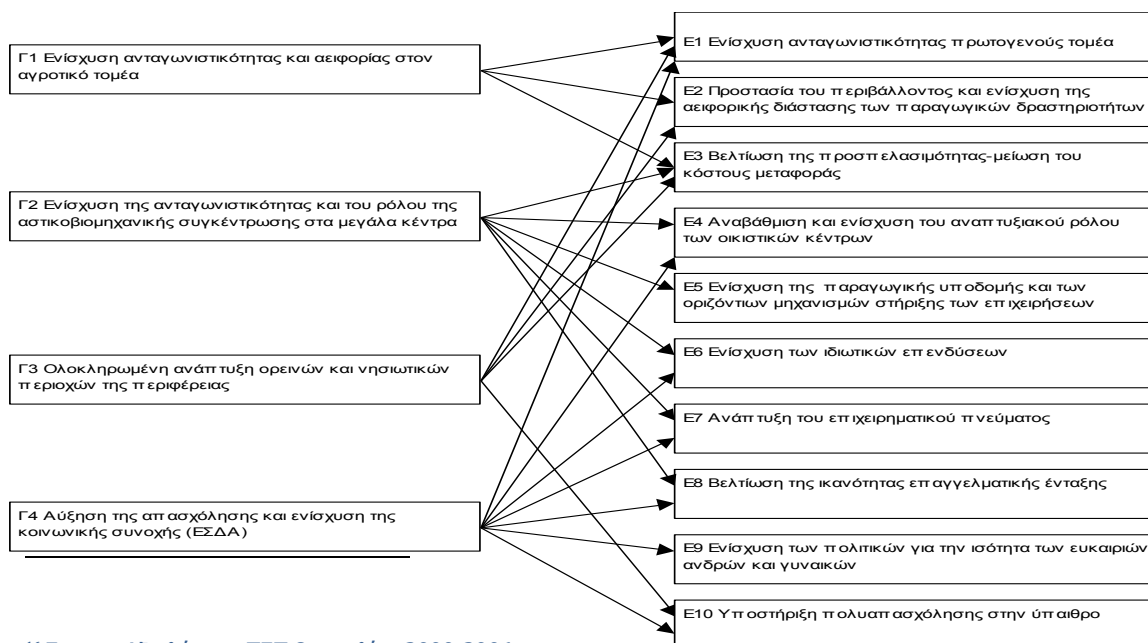 Γ1 Ενίσχυση ανταγωνιστικότητας και αειφορίας στον
αγροτικό τομέα
Γ2 Ενίσχυση της ανταγωνιστικότητας και του ρόλου της
αστικοβιομηχανική συγκέντρωσης στα μεγάλα κέντρα
Γ3 Ολοκληρωμένη ανάπτυξη ορεινών και νησιωτικών
περιοχών της περιφέρειας
Γ4 Αύξηση της απασχόλησης και ενίσχυση της
κοινωνικής συνοχής (ΕΣΔΑ)
Ε1 Ενίσχυση ανταγωνιστικότητας πρωτογενούς τομέα
Ε2 Προστασία του περιβάλλοντος και ενίσχυση της
αειφορικής διάστασης των παραγωγικών δραστηριοτήτων
Ε3 Βελτίωση της προσπελασιμότητας-μείωση του
κόστους μεταφοράς
Ε4 Αναβάθμιση και ενίσχυση του αναπτυξιακού ρόλου
των οικιστικών κέντρων
Ε5 Ενίσχυση της παραγωγικής υποδομής και των
οριζόντιων μηχανισμών στήριξης των επιχειρήσεων
Ε6 Ενίσχυση των ιδιωτικών επενδύσεων
Ε7 Ανάπτυξη του επιχειρηματικού πνεύματος
Ε8 Βελτίωση της ικανότητας επαγγελματικής ένταξης
Ε9 Ενίσχυση των πολιτικών για την ισότητα των ευκαιριών
ανδρών και γυναικών
Ε10 Υποστήριξη πολυαπασχόλησης στην ύπαιθρο